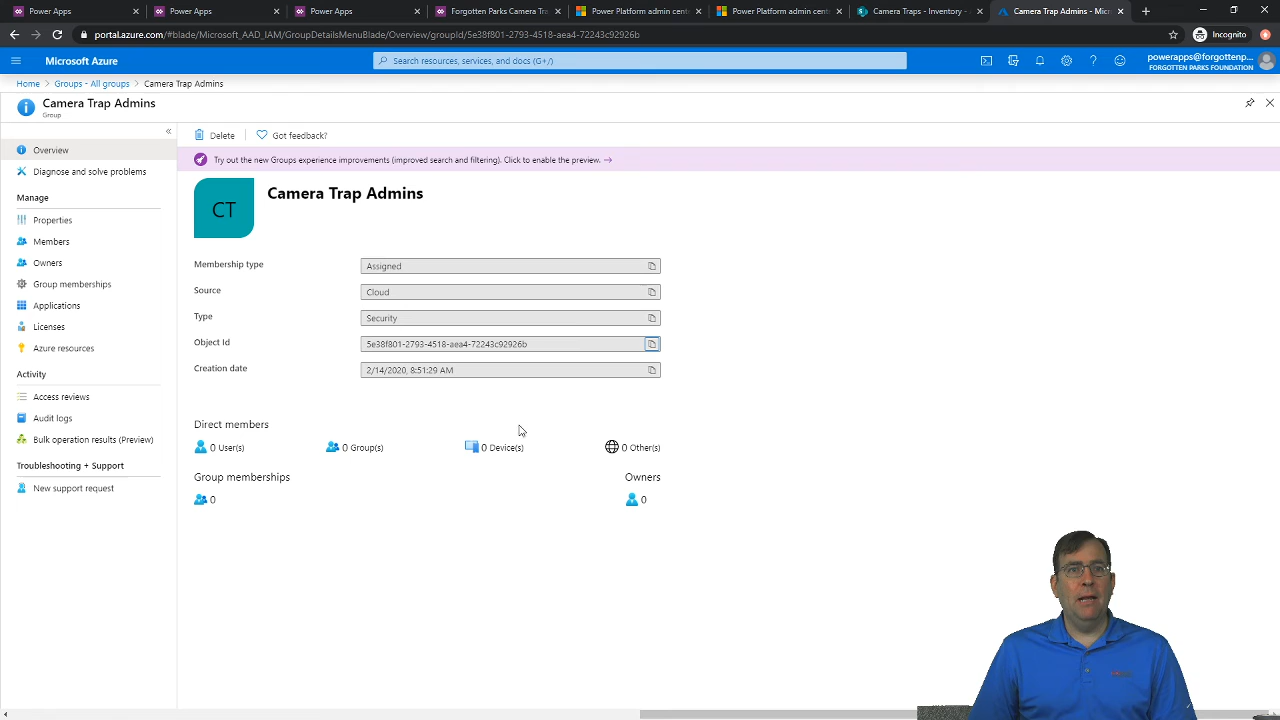 Power Apps
Power Apps
Power Apps
Forgotten Parks Camera Tra
Power Platform admin cent
Power Platform admin cent
Camera Traps - Inventory -
Camera Trap Admins - Mic
portal.azure.com/#blade/Microsoft_AAD_IAM/GroupDetailsMenuBlade/Overview/groupId/5e38f801-2793-4518-aea4-72243c92926b
Incognito
Microsoft Azure
Search resources, services, and docs (G+/)
powerapps@forgottenp...
FORGOTTEN PARKS FOUNDATION
Home > Groups - All groups > Camera Trap Admins
Camera Trap Admins
Group
Overview
Diagnose and solve problems
Manage
Properties
Members
Owners
Group memberships
Applications
Licenses
Azure resources
Activity
Access reviews
Audit logs
Bulk operation results (Preview)
Troubleshooting + Support
New support request
Delete
Got feedback?
Try out the new Groups experience improvements (improved search and filtering). Click to enable the preview. →
CT
Camera Trap Admins
Membership type
Assigned
Source
Cloud
Type
Security
Object Id
5e38f801-2793-4518-aea4-72243c92926b
Creation date
2/14/2020, 8:51:29 AM
Direct members
0 User(s)
0 Group(s)
0 Device(s)
0 Other(s)
Group memberships
0
Owners
0